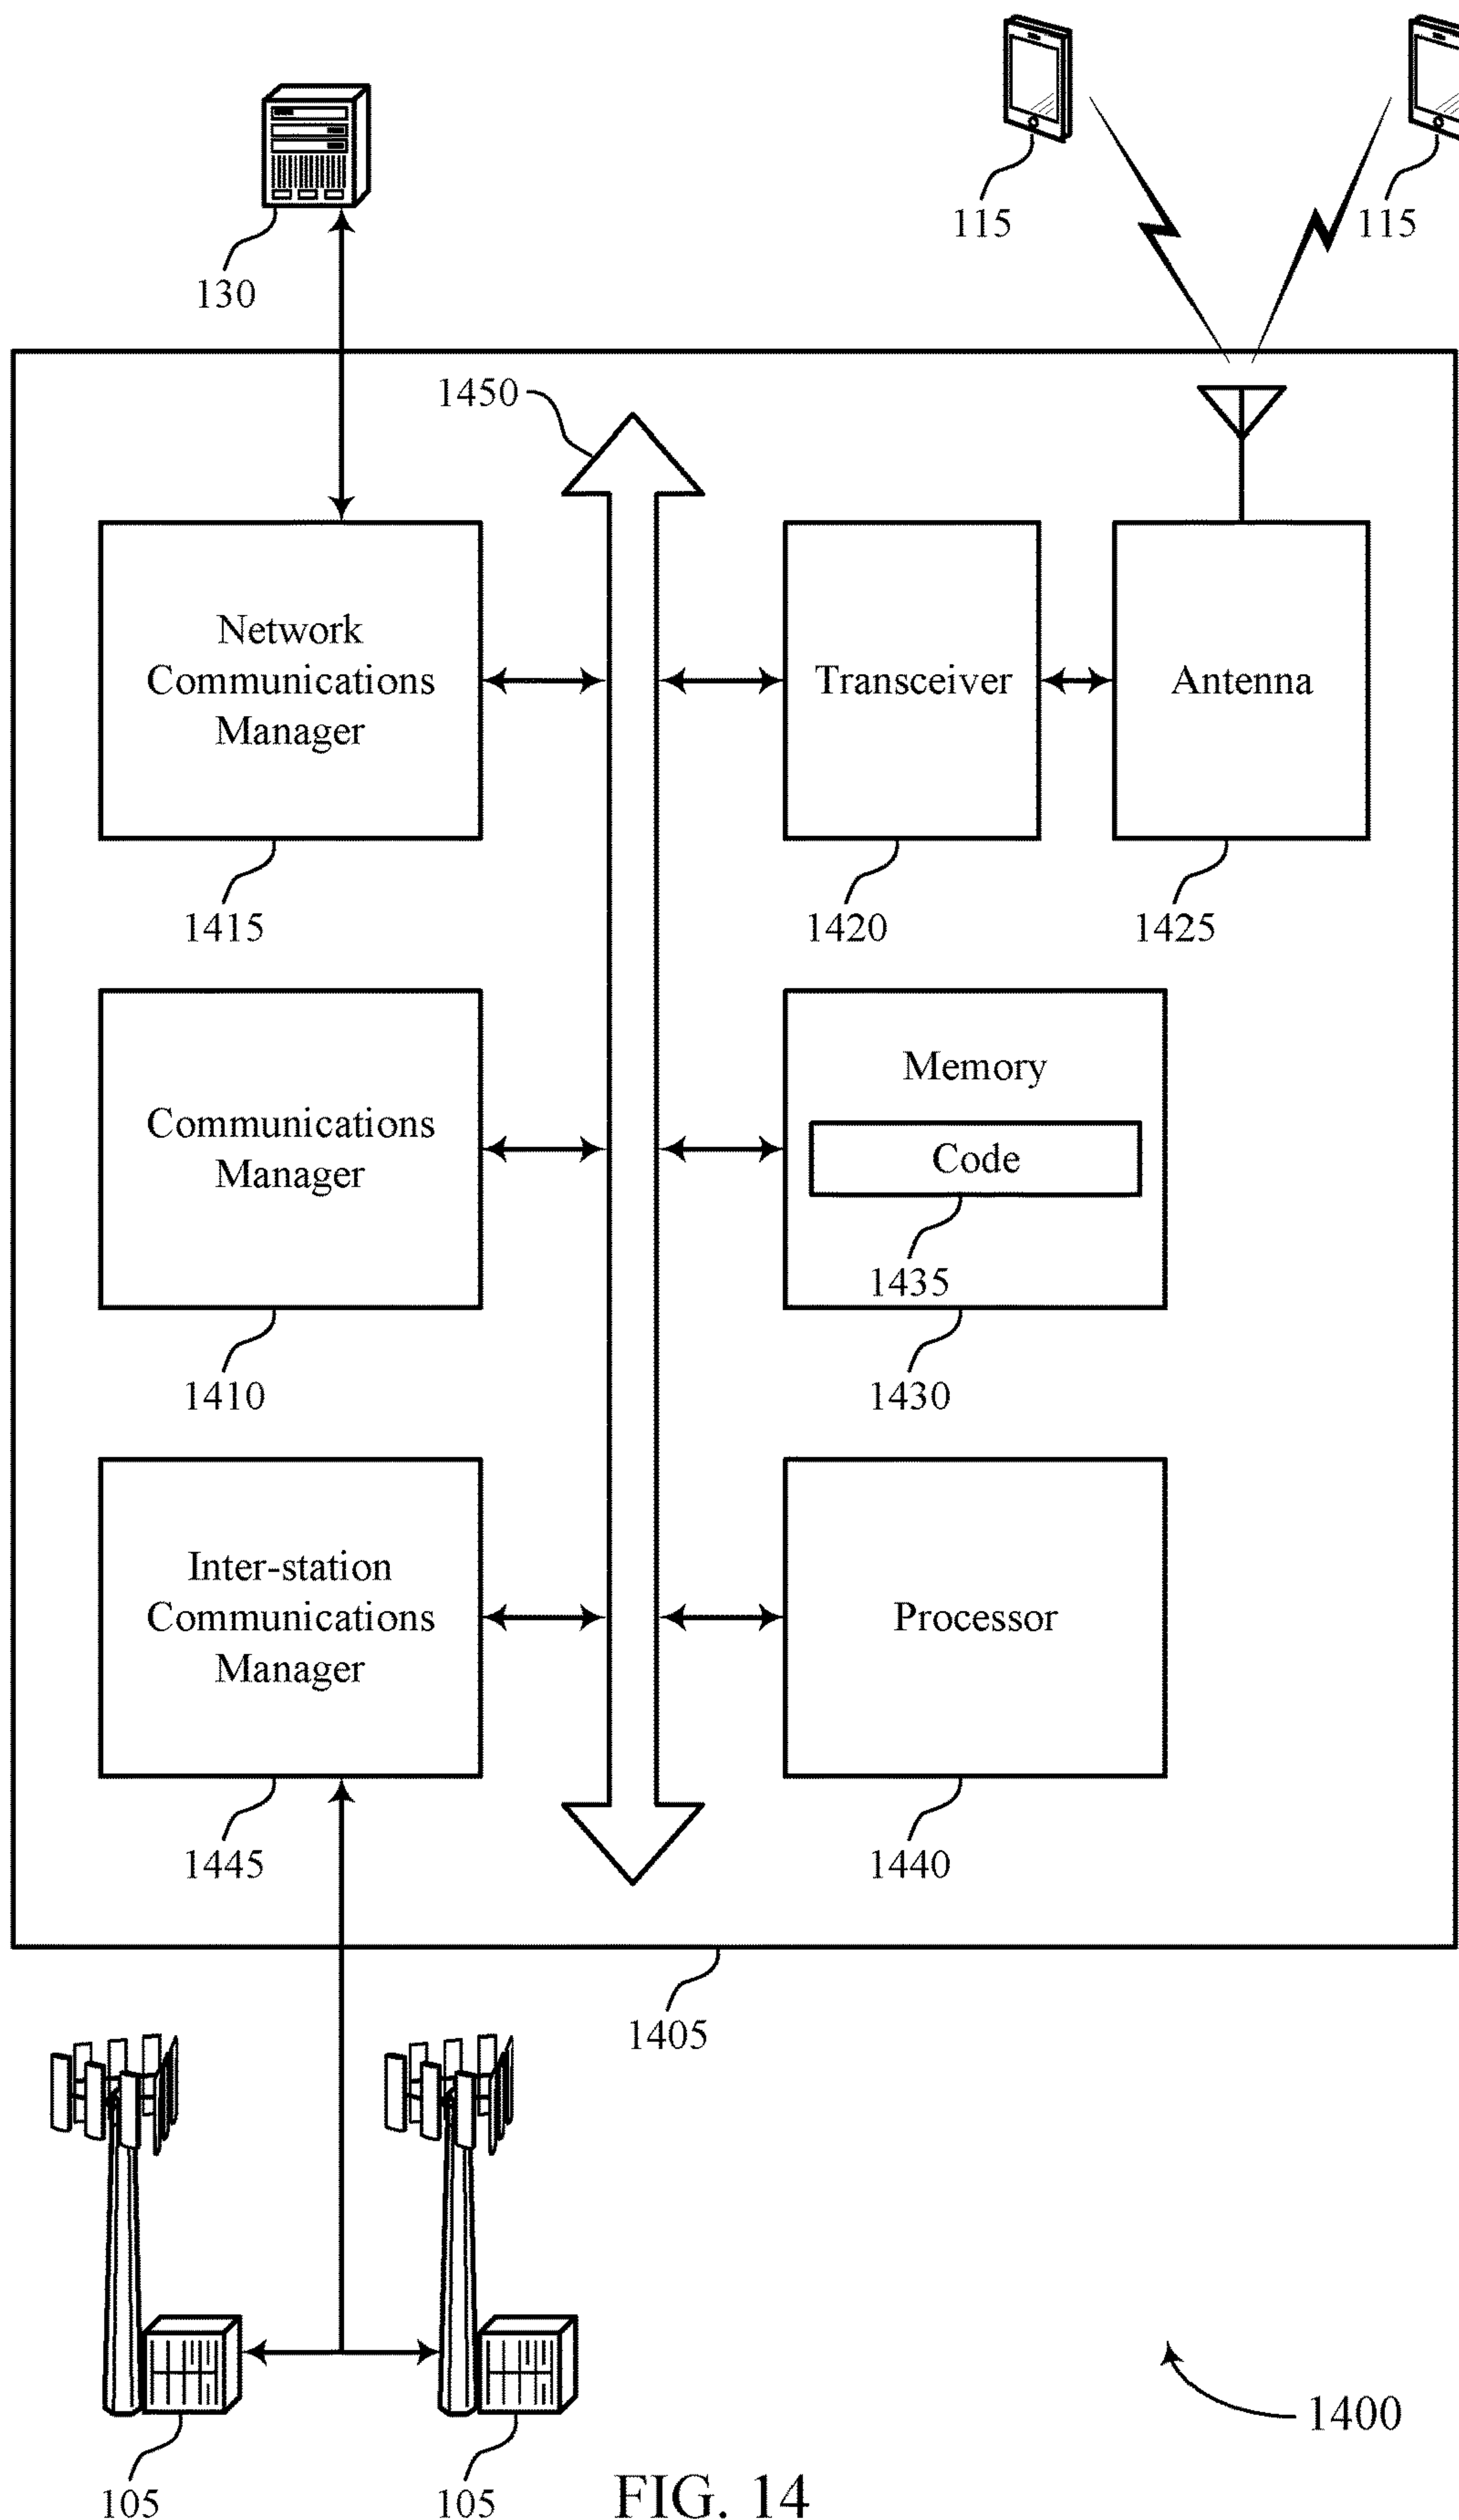 115
115
130
1450
Network
Communications
Manager
Transceiver
Antenna
1415
1420
1425
Communications
Manager
Memory
Code
1435
1410
1430
Inter-station
Communications
Manager
Processor
1445
1440
1405
1400
105
105
FIG. 14